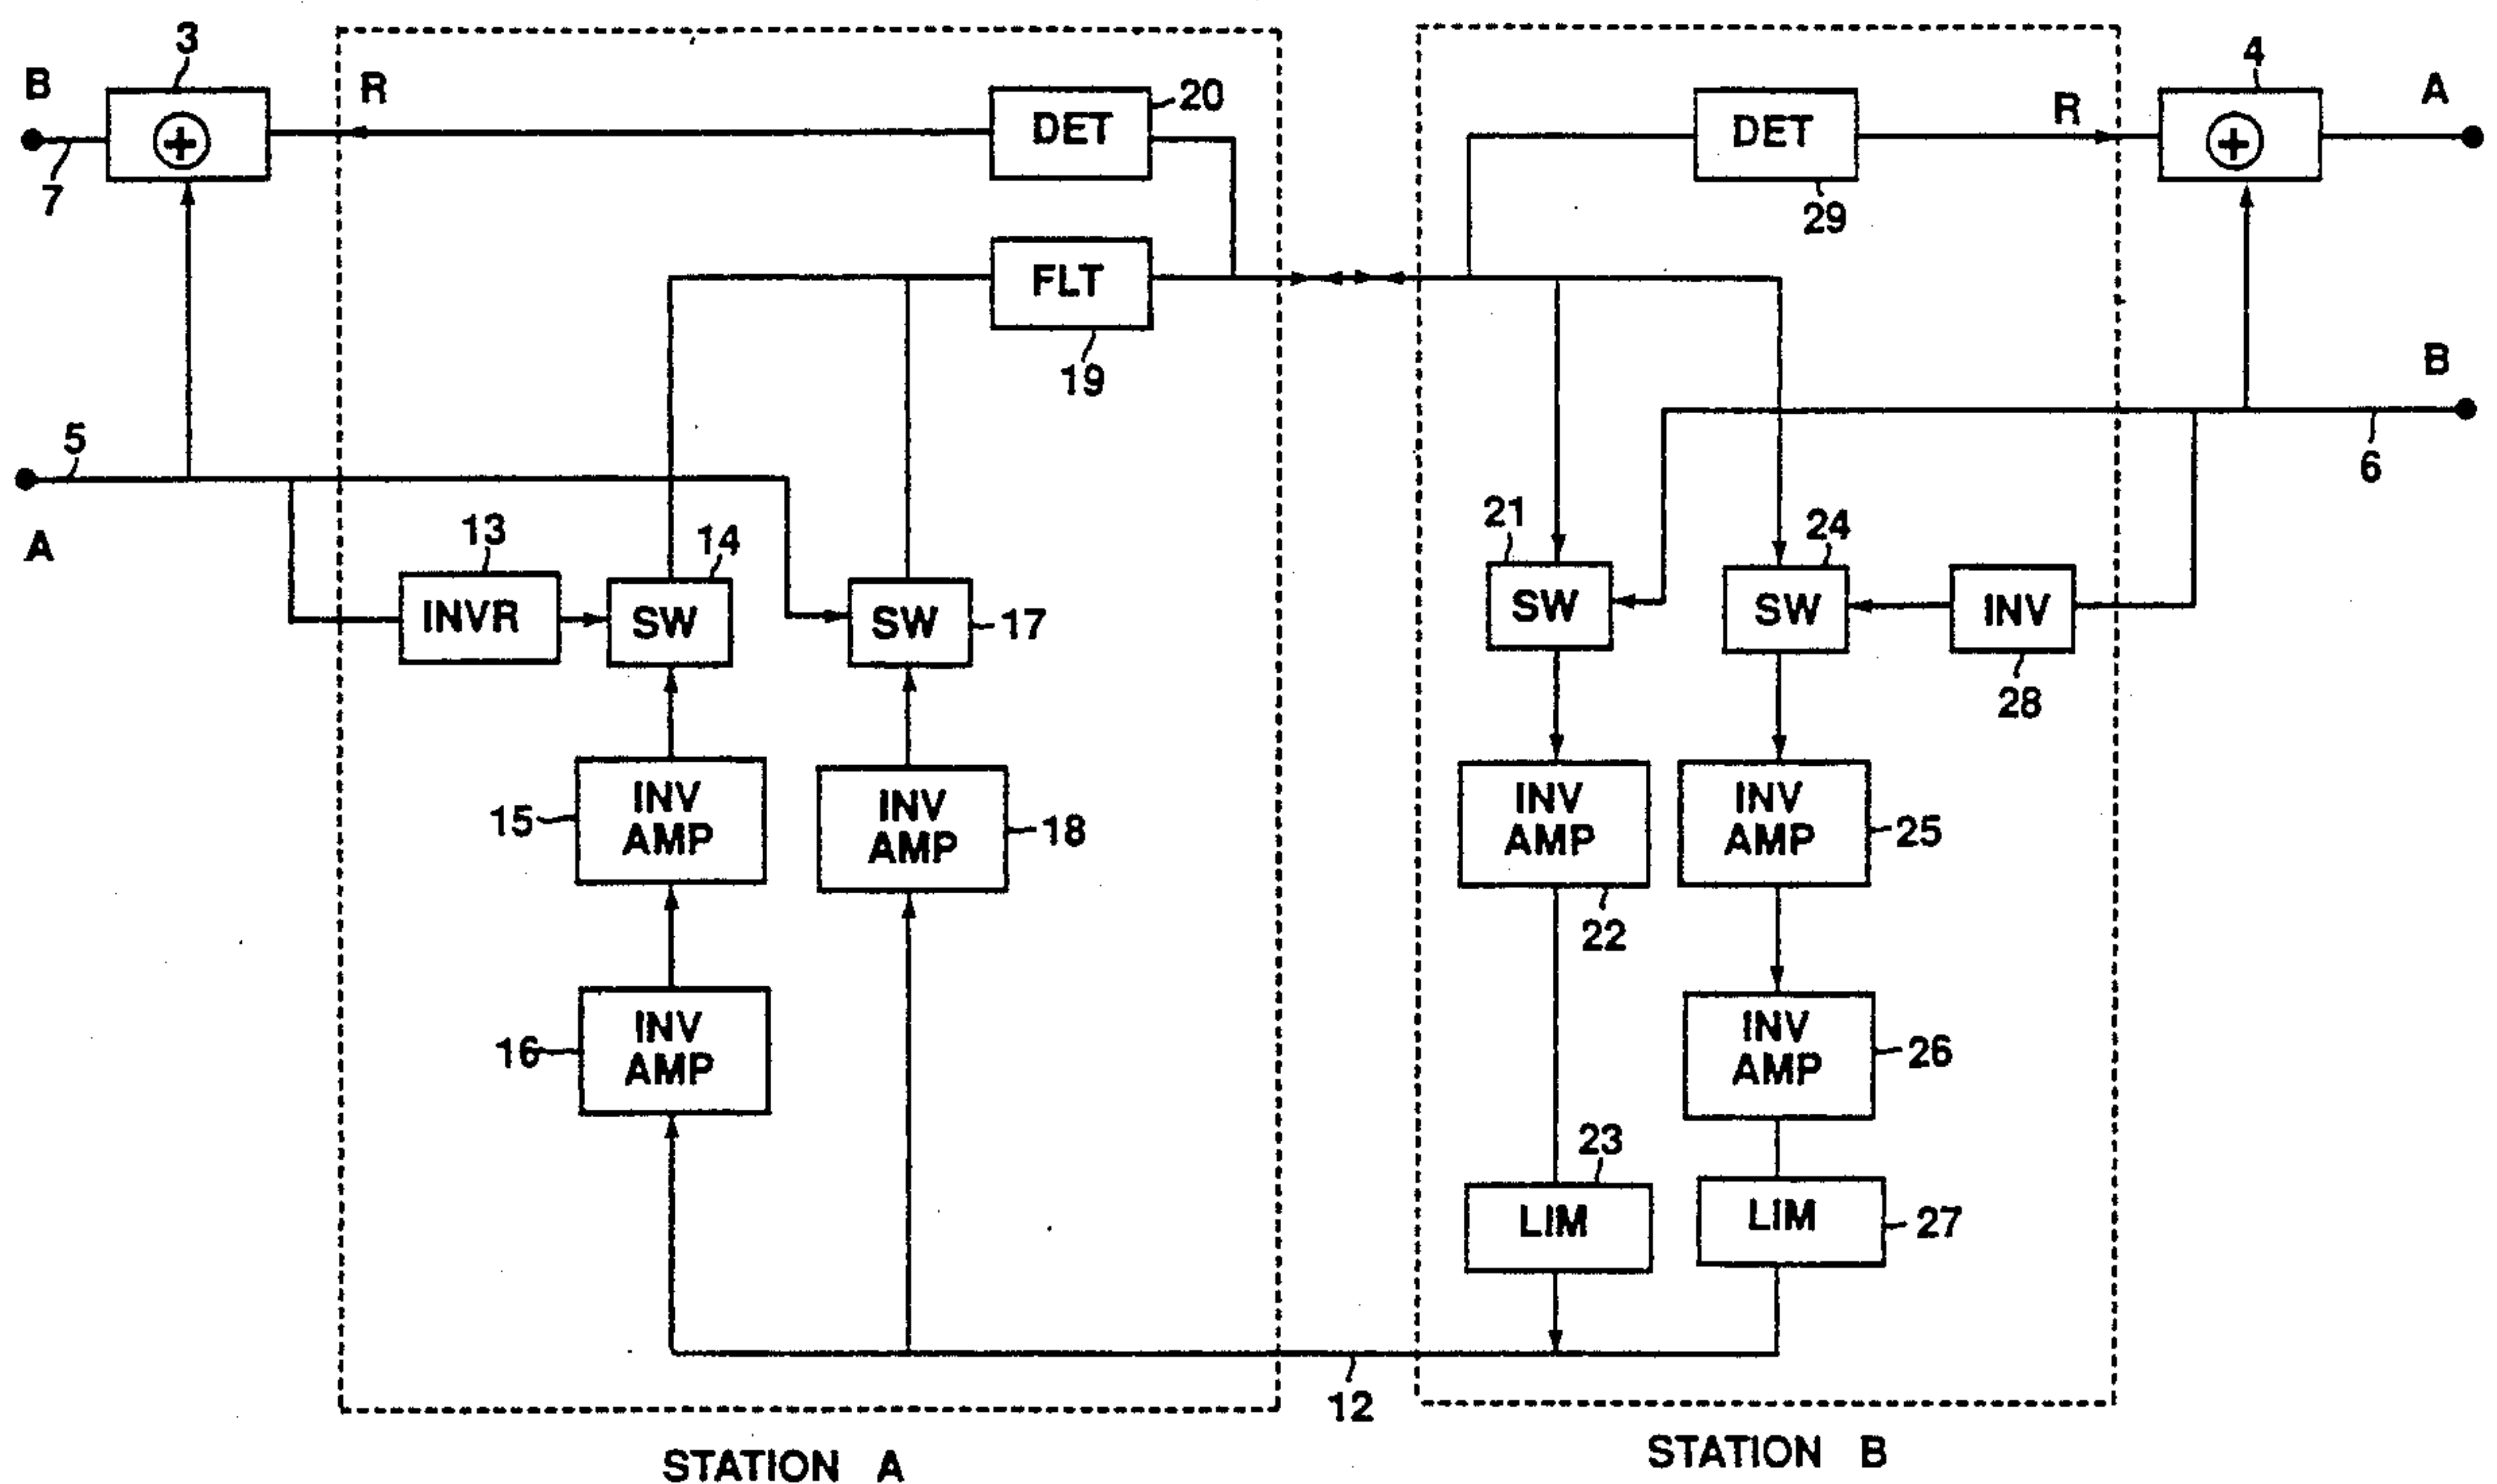 3
4
B
R
DET
20
DET
R
A
7
29
FLT
19
B
5
6
A
13
14
21
24
INVR
SW
SW
17
SW
SW
INV
28
15
INV
AMP
INV
AMP
18
INV
AMP
INV
AMP
25
22
16
INV
AMP
INV
AMP
26
23
LIM
LIM
27
12
STATION A
STATION B